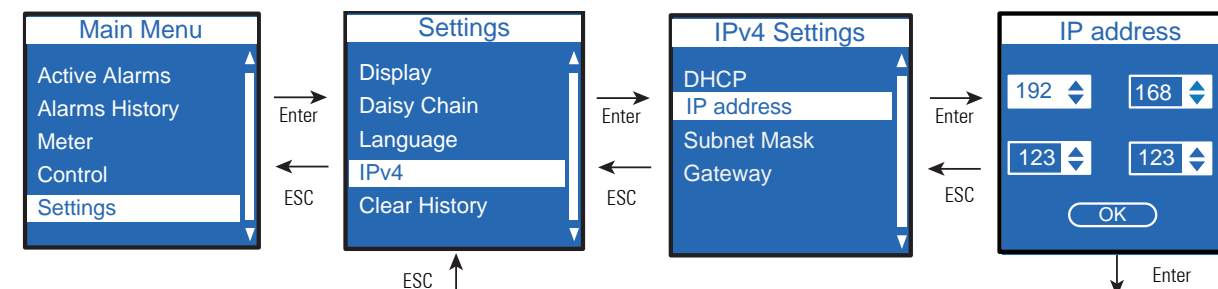 Main Menu
Active Alarms
Alarms History
Meter
Control
Settings
Enter
ESC
Settings
Display
Daisy Chain
Language
IPv4
Clear History
Enter
ESC
IPv4 Settings
DHCP
IP address
Subnet Mask
Gateway
Enter
ESC
IP address
192 168
123 123
OK
ESC
Enter